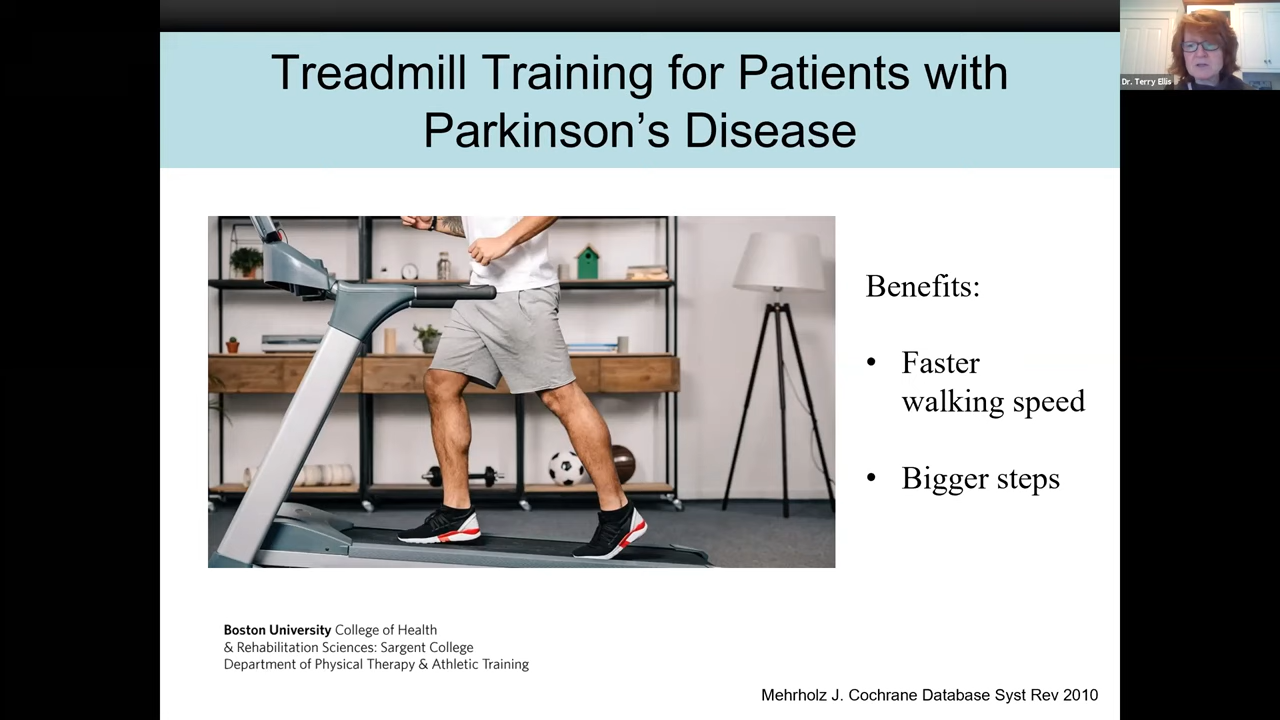 Treadmill Training for Patients with
Parkinson’s Disease
Dr. Terry Ellis
Benefits:
• Faster
walking speed
• Bigger steps
Boston University College of Health
& Rehabilitation Sciences: Sargent College
Department of Physical Therapy & Athletic Training
Mehrholz J. Cochrane Database Syst Rev 2010